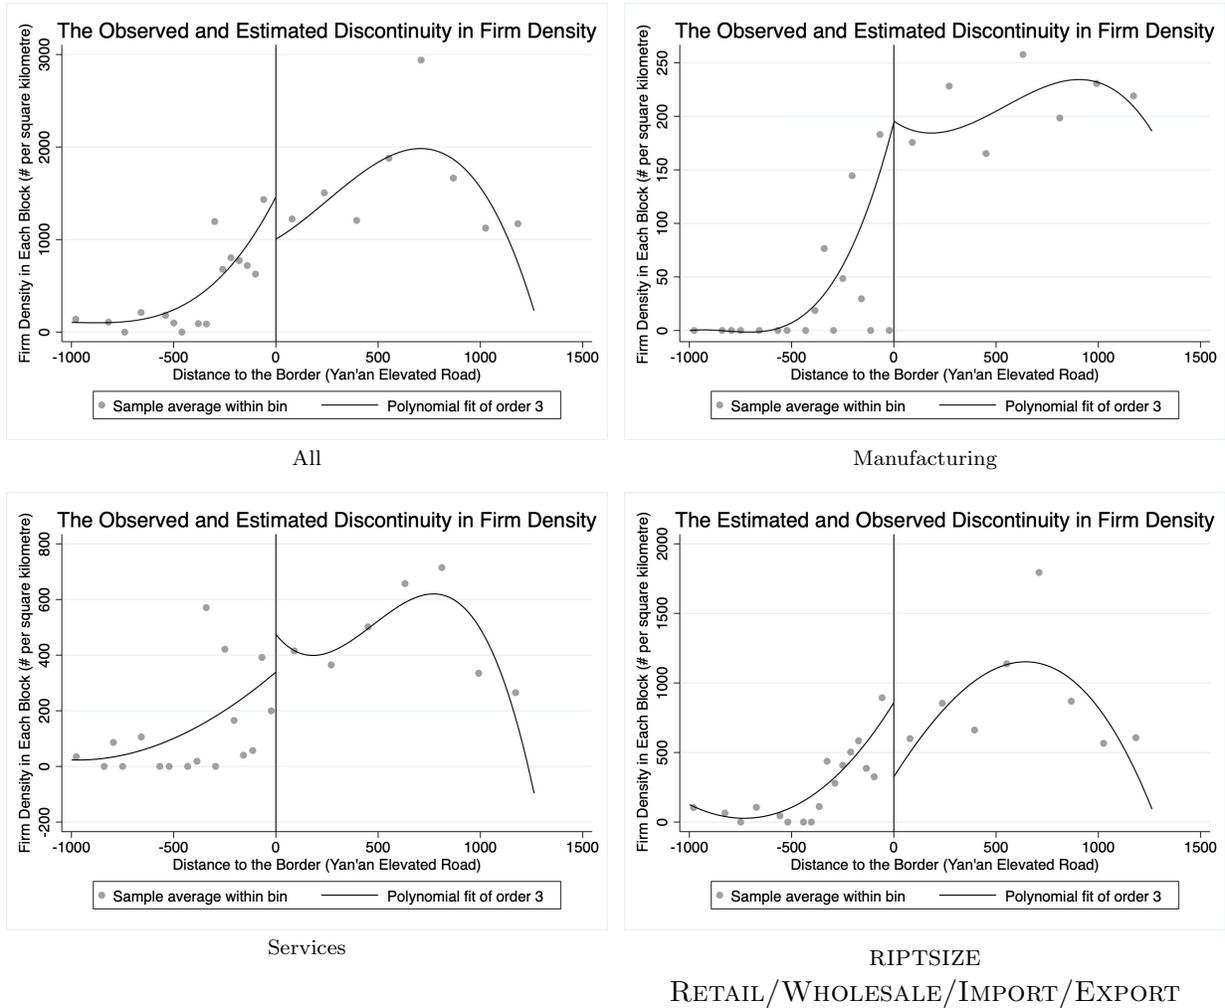 The Observed and Estimated Discontinuity in Firm Density
Firm Density in Each Block (# per square kilometre)
3000
2000
1000
0
-1000 -500 0 500 1000 1500
Distance to the Border (Yan'an Elevated Road)
Sample average within bin Polynomial fit of order 3
All
The Observed and Estimated Discontinuity in Firm Density
Firm Density in Each Block (# per square kilometre)
250
200
150
100
50
0
-1000 -500 0 500 1000 1500
Distance to the Border (Yan'an Elevated Road)
Sample average within bin Polynomial fit of order 3
Manufacturing
The Observed and Estimated Discontinuity in Firm Density
Firm Density in Each Block (# per square kilometre)
800
600
400
200
0
-200
-1000 -500 0 500 1000 1500
Distance to the Border (Yan'an Elevated Road)
Sample average within bin Polynomial fit of order 3
Services
The Estimated and Observed Discontinuity in Firm Density
Firm Density in Each Block (# per square kilometre)
2000
1500
1000
500
0
-1000 -500 0 500 1000 1500
Distance to the Border (Yan'an Elevated Road)
Sample average within bin Polynomial fit of order 3
RIPTSIZE
RETAIL/WHOLESALE/IMPORT/EXPORT